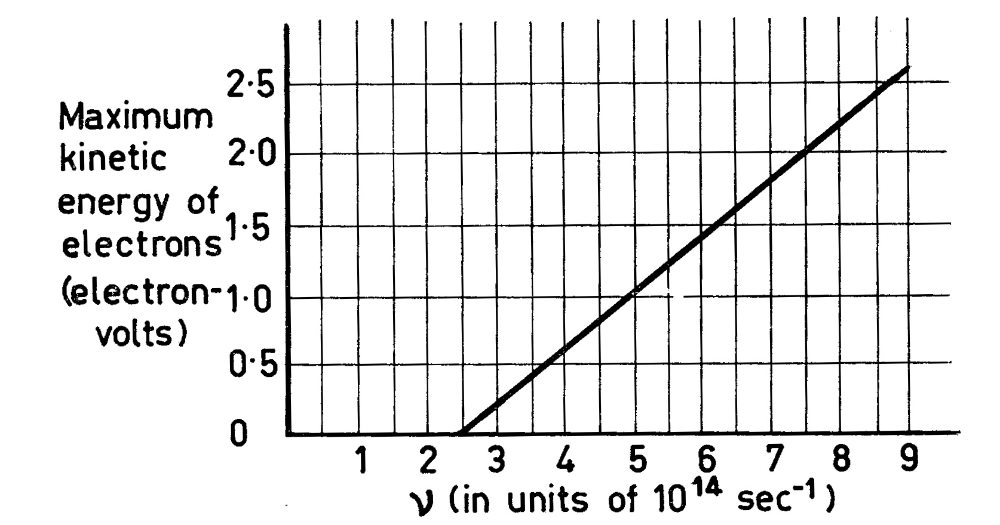 Maximum
kinetic
energy of
electrons
(electron-
volts)
2·5
2·0
1·5
1·0
0·5
0
1 2 3 4 5 6 7 8 9
ν (in units of 10¹⁴ sec⁻¹)